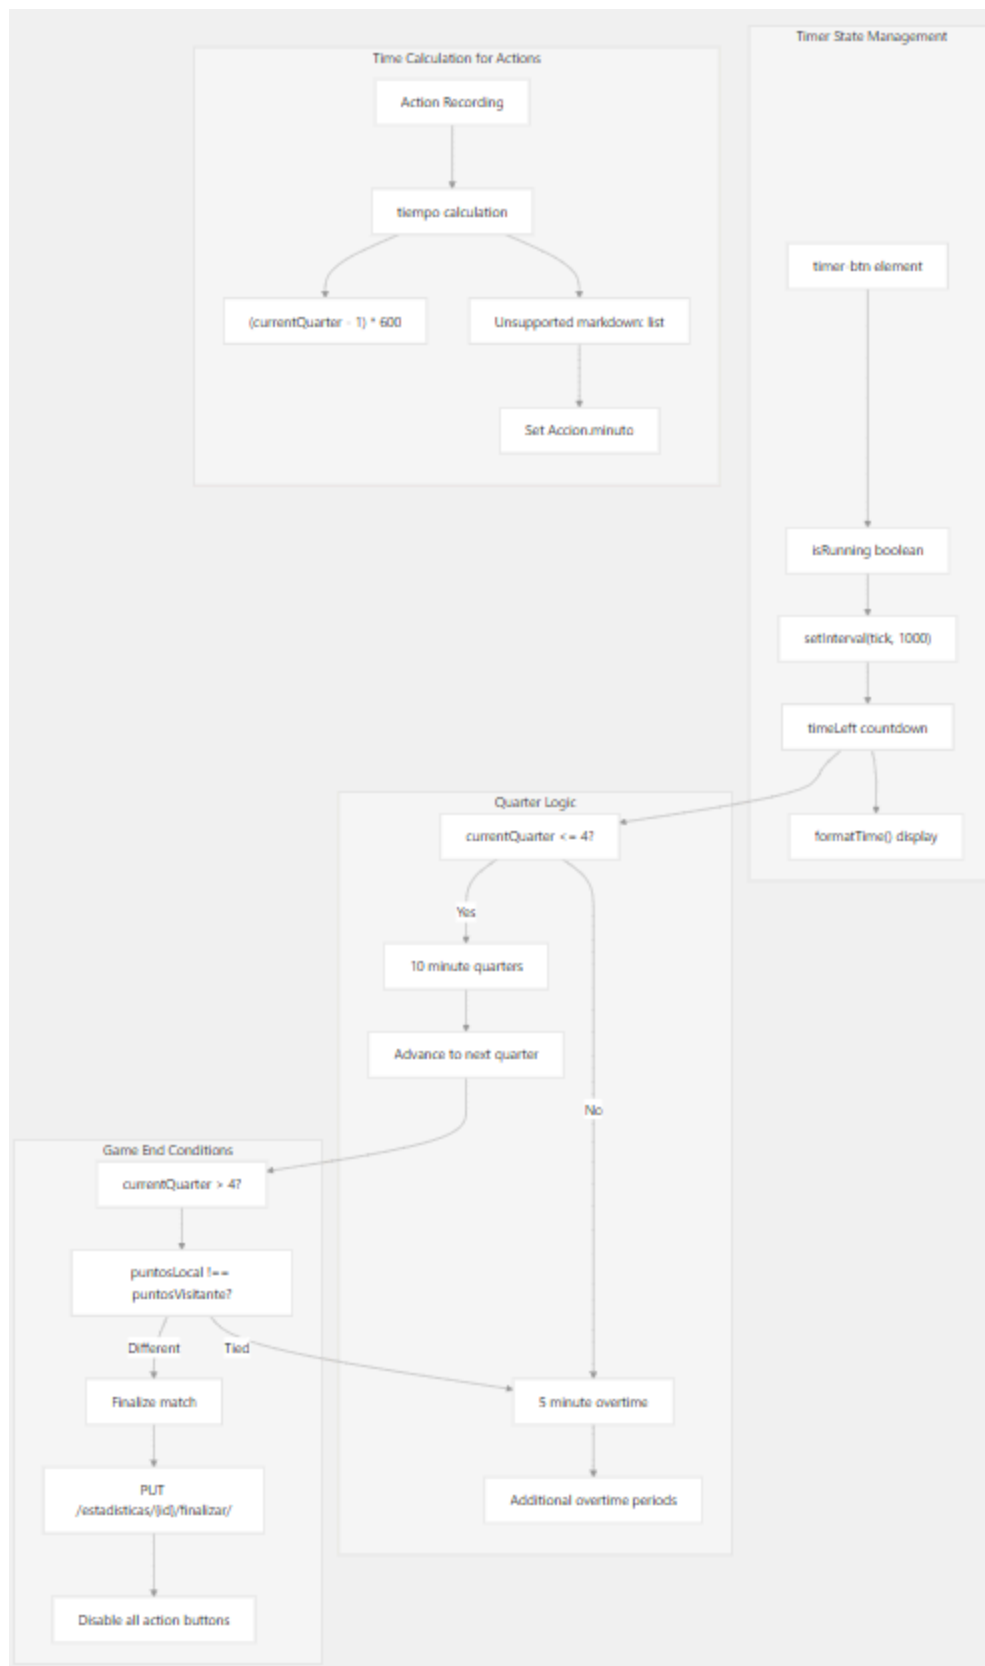 Timer State Management
Time Calculation for Actions
Action Recording
tiempo calculation
timer-btn element
(currentQuarter - 1) * 600
Unsupported markdown: list
Set Accion.minuto
isRunning boolean
setInterval(tick, 1000)
timeLeft countdown
Quarter Logic
currentQuarter <= 4?
formatTime() display
Yes
10 minute quarters
Advance to next quarter
No
Game End Conditions
currentQuarter > 4?
puntosLocal !==
puntosVisitante?
Different
Tied
Finalize match
5 minute overtime
PUT
/estadisticas/{id}/finalizar/
Additional overtime periods
Disable all action buttons